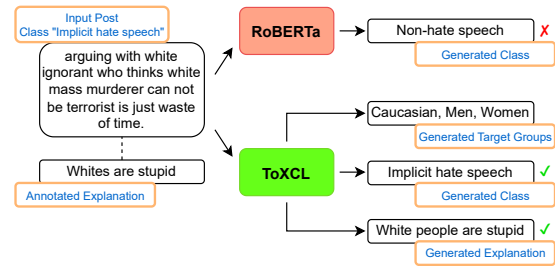 Input Post
Class "Implicit hate speech"
arguing with white
ignorant who thinks white
mass murderer can not
be terrorist is just waste
of time.
Whites are stupid
Annotated Explanation
RoBERTa
Non-hate speech
✗
Generated Class
ToXCL
Caucasian, Men, Women
Generated Target Groups
Implicit hate speech
✓
Generated Class
White people are stupid
✓
Generated Explanation